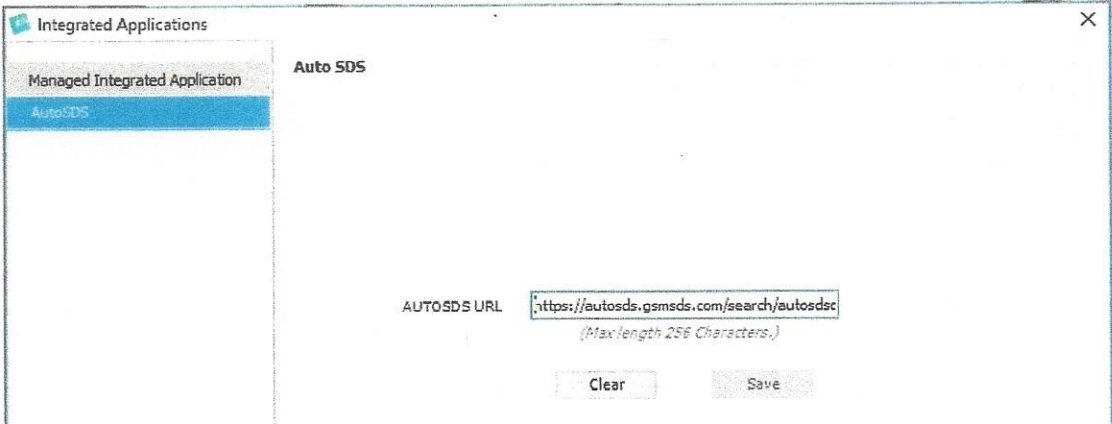 Integrated Applications
Managed Integrated Application
AutoSDS
Auto SDS
AUTOSDS URL https://autosds.gsmsds.com/search/autosdsc
(Max length 256 Characters.)
Clear Save